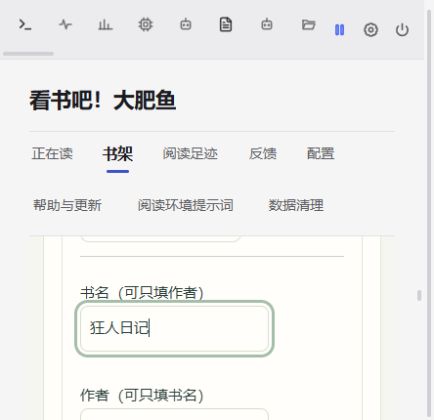 看书吧！大肥鱼
正在读 书架 阅读足迹 反馈 配置
帮助与更新 阅读环境提示词 数据清理
书名（可只填作者）
狂人日记
作者（可只填书名）